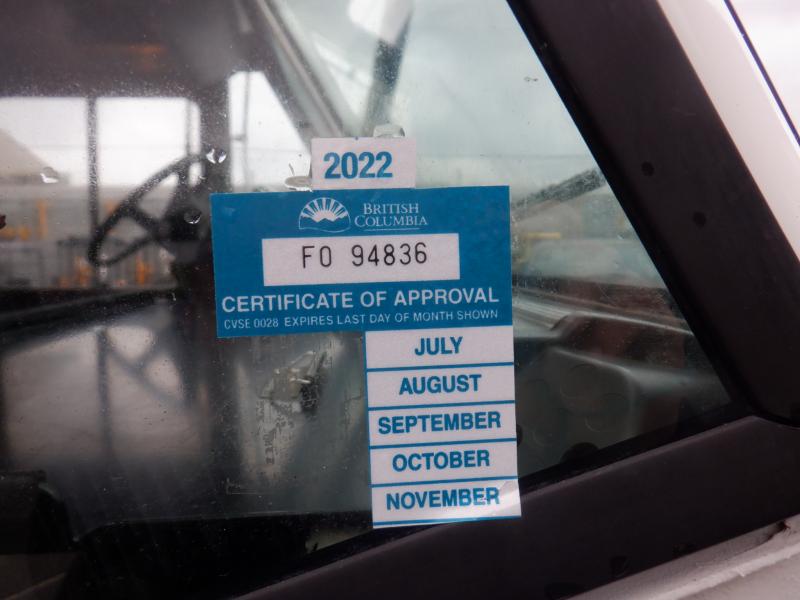 2022
BRITISH
COLUMBIA
FO 94836
CERTIFICATE OF APPROVAL
CVSE 0028 EXPIRES LAST DAY OF MONTH SHOWN
JULY
AUGUST
SEPTEMBER
OCTOBER
NOVEMBER